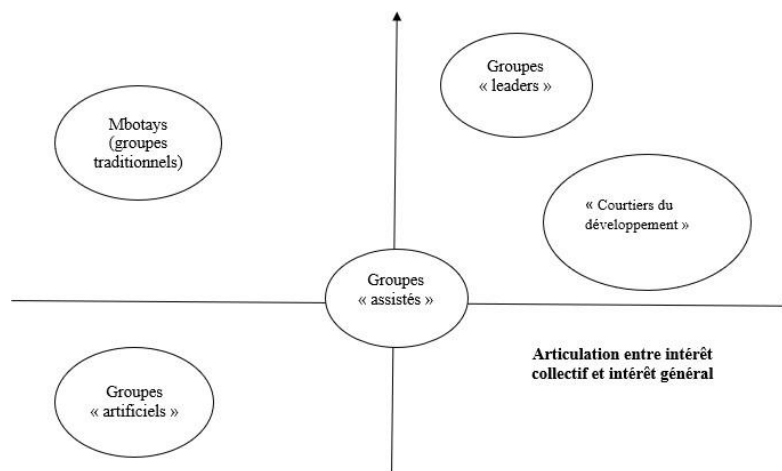 Groupes
« leaders »
Mbotays
(groupes
traditionnels)
« Courtiers du
développement »
Groupes
« assistés »
Articulation entre intérêt
collectif et intérêt général
Groupes
« artificiels »